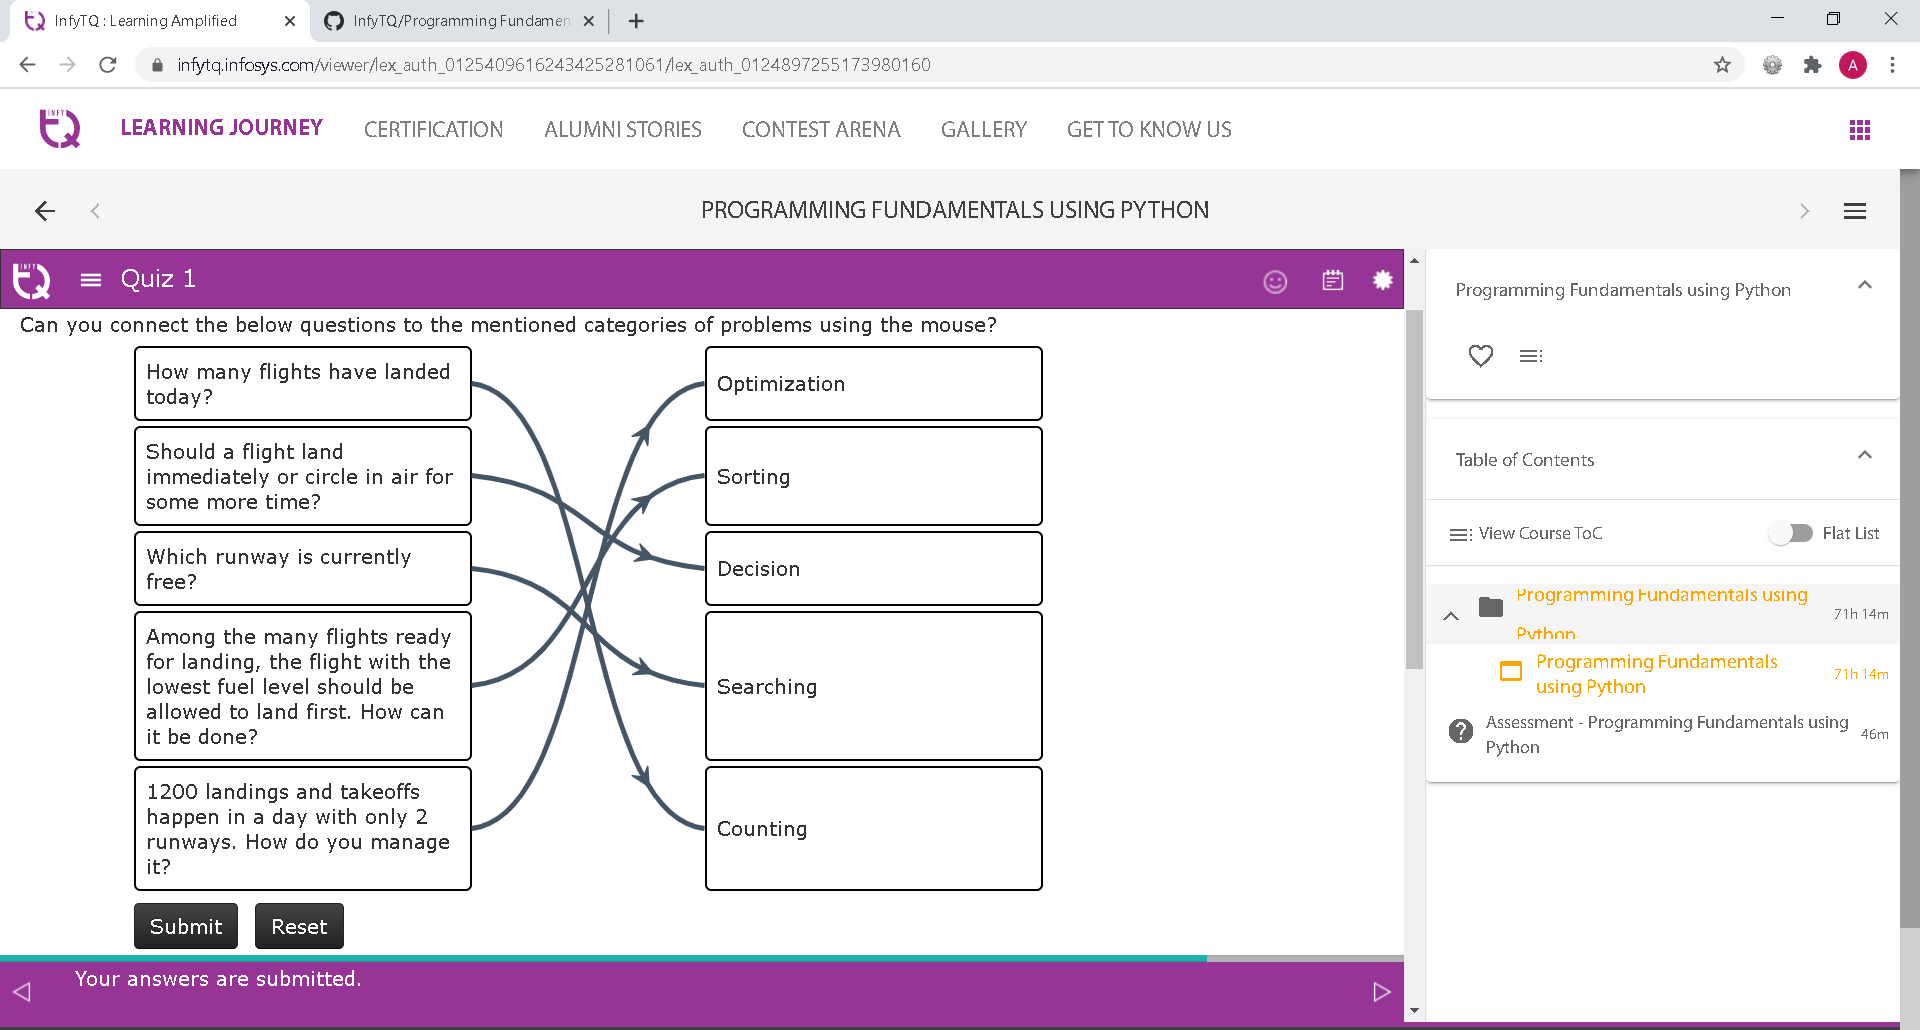 InfyTQ : Learning Amplified
InfyTQ/Programming Fundamen
infytq.infosys.com/viewer/lex_auth_0125409616243425281061/lex_auth_0124897255173980160
A
INFY
TQ
LEARNING JOURNEY
CERTIFICATION
ALUMNI STORIES
CONTEST ARENA
GALLERY
GET TO KNOW US
PROGRAMMING FUNDAMENTALS USING PYTHON
INFY
TQ
Quiz 1
Can you connect the below questions to the mentioned categories of problems using the mouse?
How many flights have landed
today?
Should a flight land
immediately or circle in air for
some more time?
Which runway is currently
free?
Among the many flights ready
for landing, the flight with the
lowest fuel level should be
allowed to land first. How can
it be done?
1200 landings and takeoffs
happen in a day with only 2
runways. How do you manage
it?
Optimization
Sorting
Decision
Searching
Counting
Submit
Reset
Your answers are submitted.
Programming Fundamentals using Python
Table of Contents
View Course ToC
Flat List
Programming Fundamentals using
Python
71h 14m
Programming Fundamentals
using Python
71h 14m
Assessment - Programming Fundamentals using
Python
46m